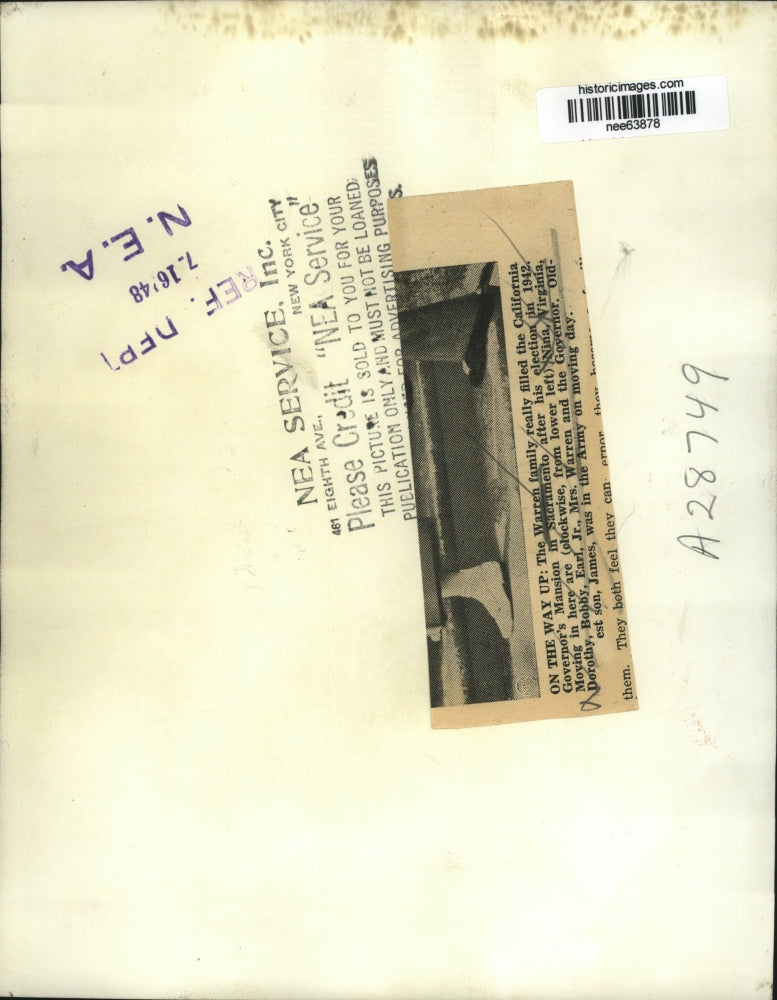 historicimages.com
nee63878
N.E.A
7.16'48
REF. DEPT
NEA SERVICE, Inc.
461 EIGHTH AVE., NEW YORK CITY
Please Credit "NEA Service"
THIS PICTURE IS SOLD TO YOU FOR YOUR
PUBLICATION ONLY AND MUST NOT BE LOANED
FOR ADVERTISING PURPOSES
S.
ON THE WAY UP: The Warren family really filled the California
Governor's Mansion in Sacramento after his election in 1942.
Moving in here are (clockwise, from lower left) Nina, Virginia,
Dorothy, Bobby, Earl, Jr., Mrs. Warren and the Governor. Old-
est son, James, was in the Army on moving day.
them. They both feel they can
ernor, they
A28749